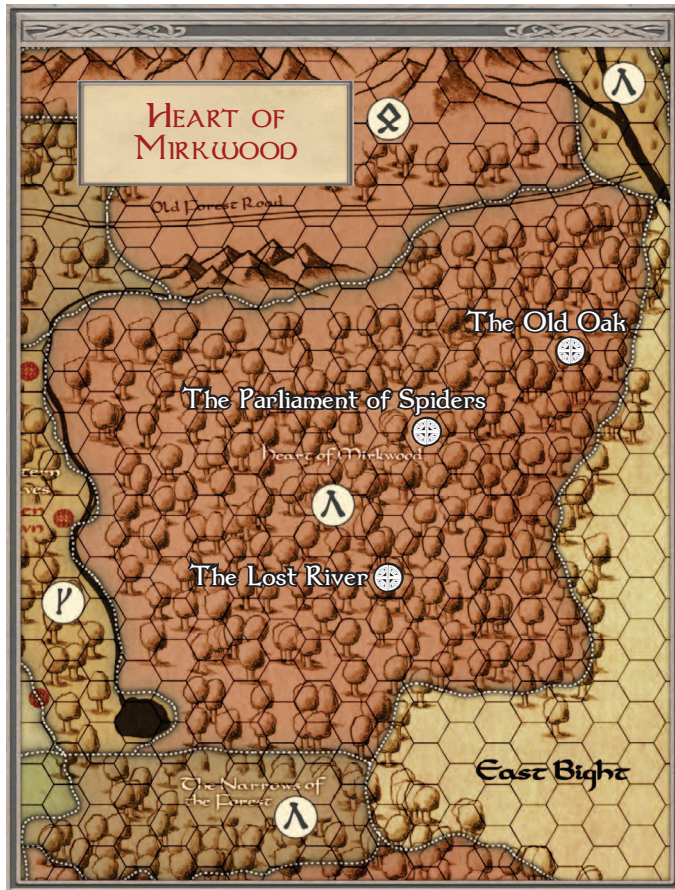 Heart of
Mirkwood
Old Forest Road
The Old Oak
The Parliament of Spiders
Heart of Mirkwood
The Lost River
East Bight
The Narrows of
the Forest